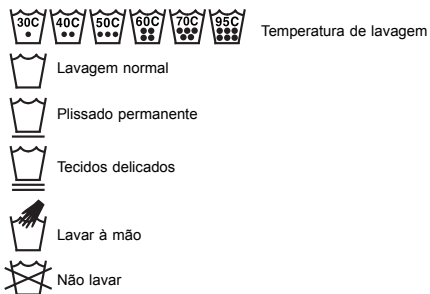 30C 40C 50C 60C 70C 95C Temperatura de lavagem
Lavagem normal
Plissado permanente
Tecidos delicados
Lavar à mão
Não lavar